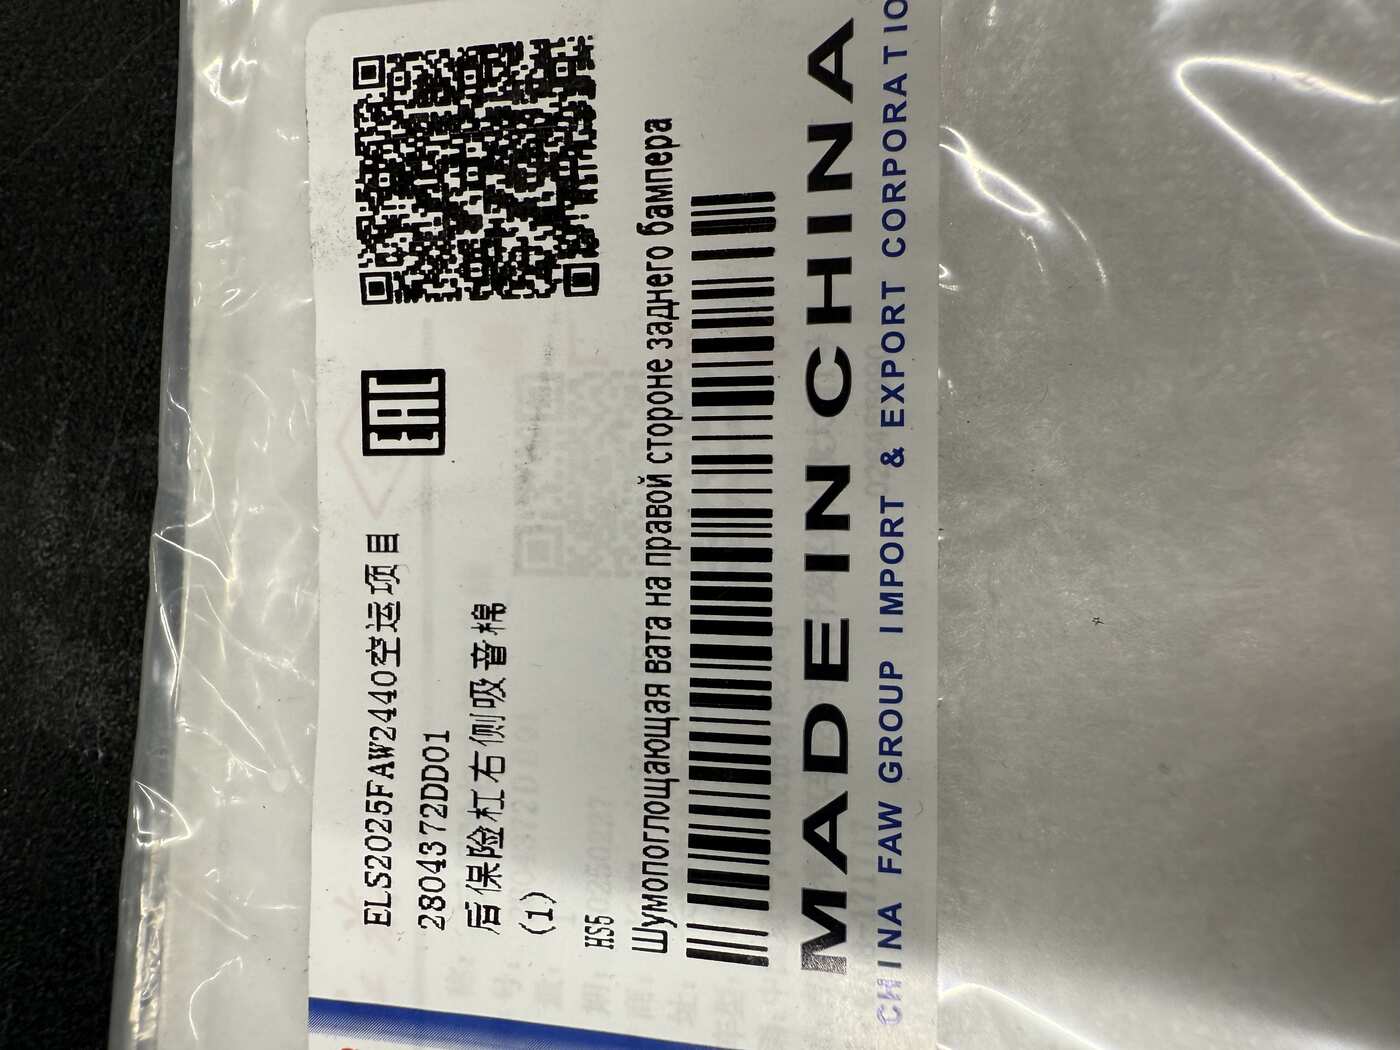 ELS2025FAW2440空运项目
2804372DD01
后保险杠右侧吸音棉
(1)
HS5
Шумопоглощающая вата на правой стороне заднего бампера
EAC
MADE IN CHINA
CHINA FAW GROUP IMPORT & EXPORT CORPORATIO